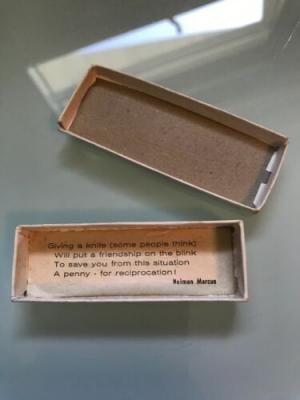 Giving a knife (some people think)
Will put a friendship on the blink
To save you from this situation
A penny - for reciprocation!
Neiman Marcus